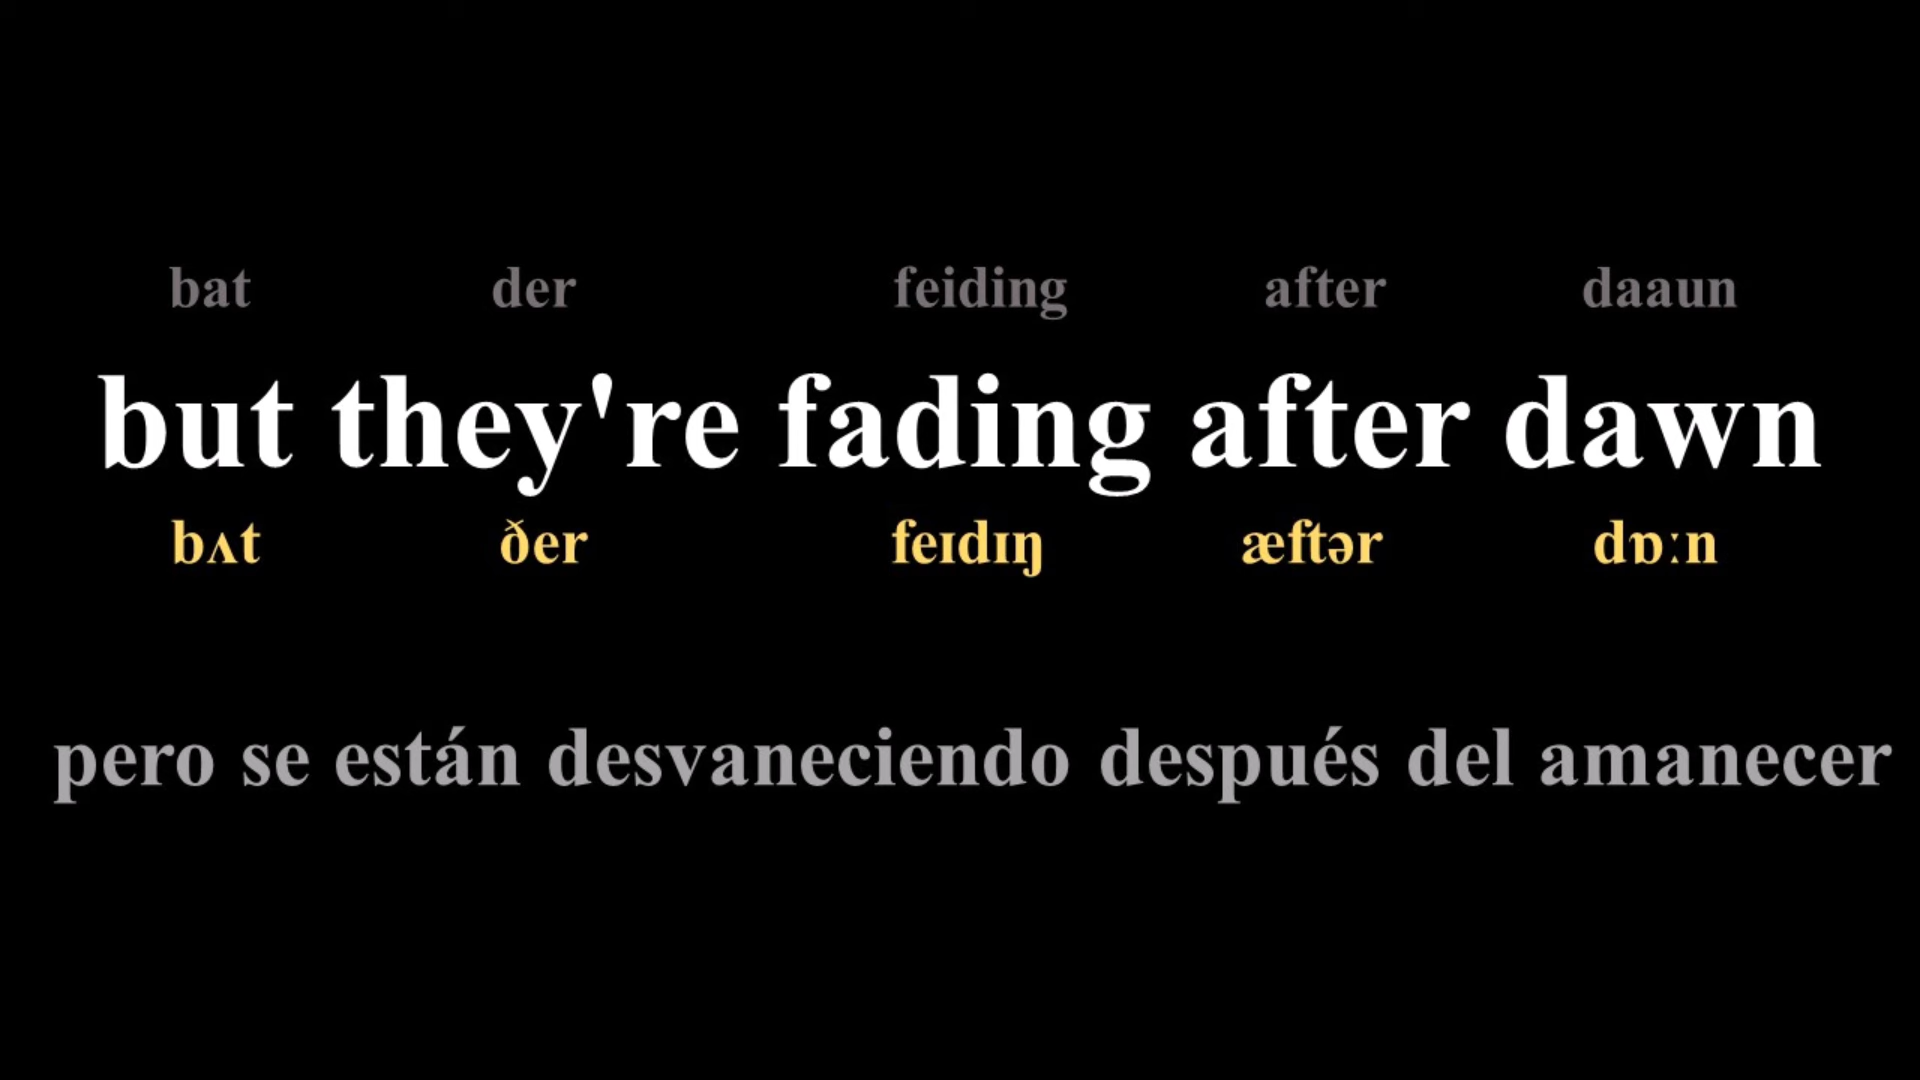 bat der feiding after daaun
but they're fading after dawn
bʌt ðer feɪdɪŋ æftər dɒːn
pero se están desvaneciendo después del amanecer